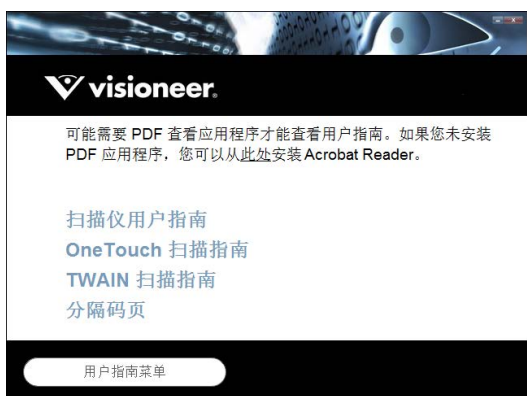 visioneer®
可能需要 PDF 查看应用程序才能查看用户指南。如果您未安装
PDF 应用程序，您可以从此处安装 Acrobat Reader。
扫描仪用户指南
OneTouch 扫描指南
TWAIN 扫描指南
分隔码页
用户指南菜单